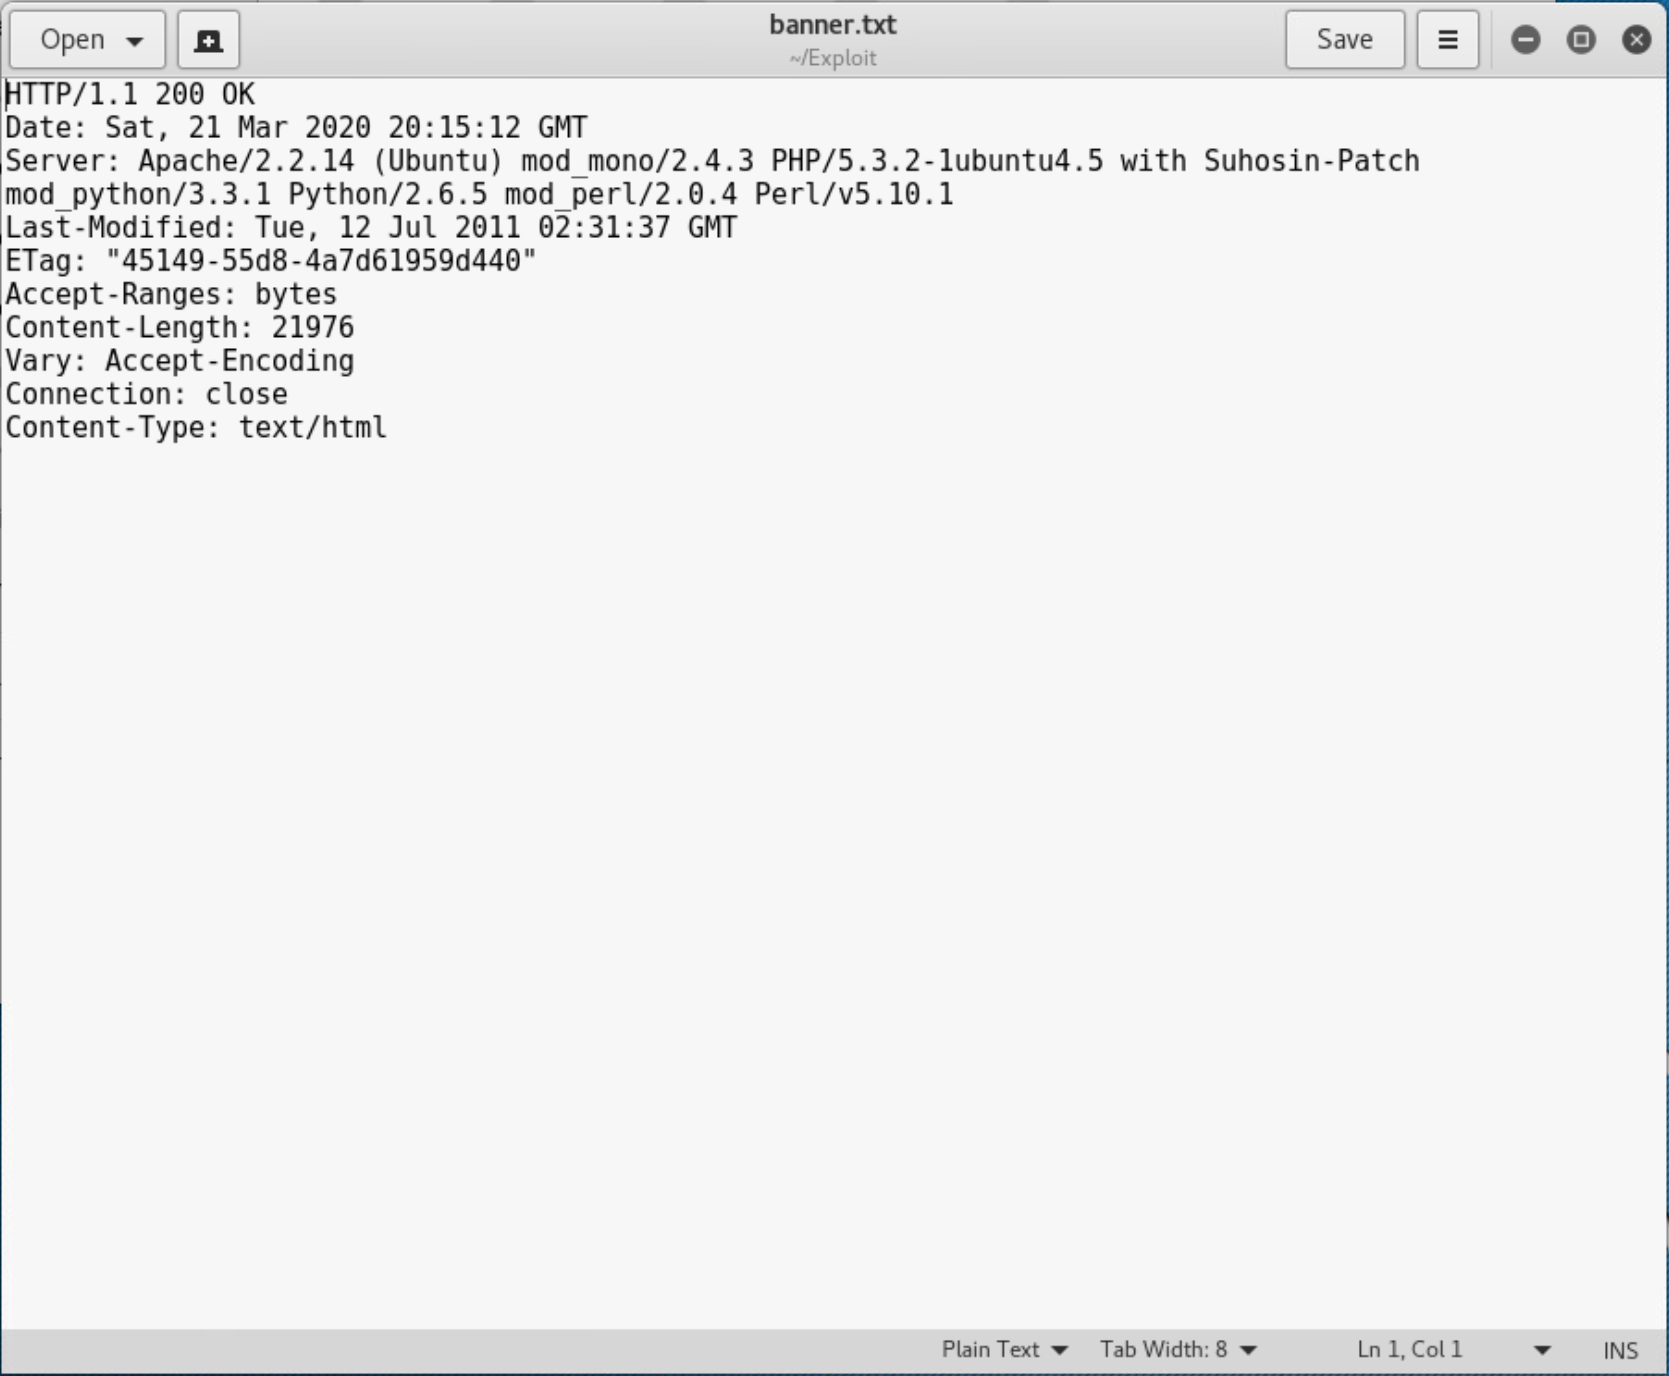 Open
banner.txt
~/Exploit
Save
HTTP/1.1 200 OK
Date: Sat, 21 Mar 2020 20:15:12 GMT
Server: Apache/2.2.14 (Ubuntu) mod_mono/2.4.3 PHP/5.3.2-1ubuntu4.5 with Suhosin-Patch
mod_python/3.3.1 Python/2.6.5 mod_perl/2.0.4 Perl/v5.10.1
Last-Modified: Tue, 12 Jul 2011 02:31:37 GMT
ETag: "45149-55d8-4a7d61959d440"
Accept-Ranges: bytes
Content-Length: 21976
Vary: Accept-Encoding
Connection: close
Content-Type: text/html
Plain Text Tab Width: 8 Ln 1, Col 1 INS